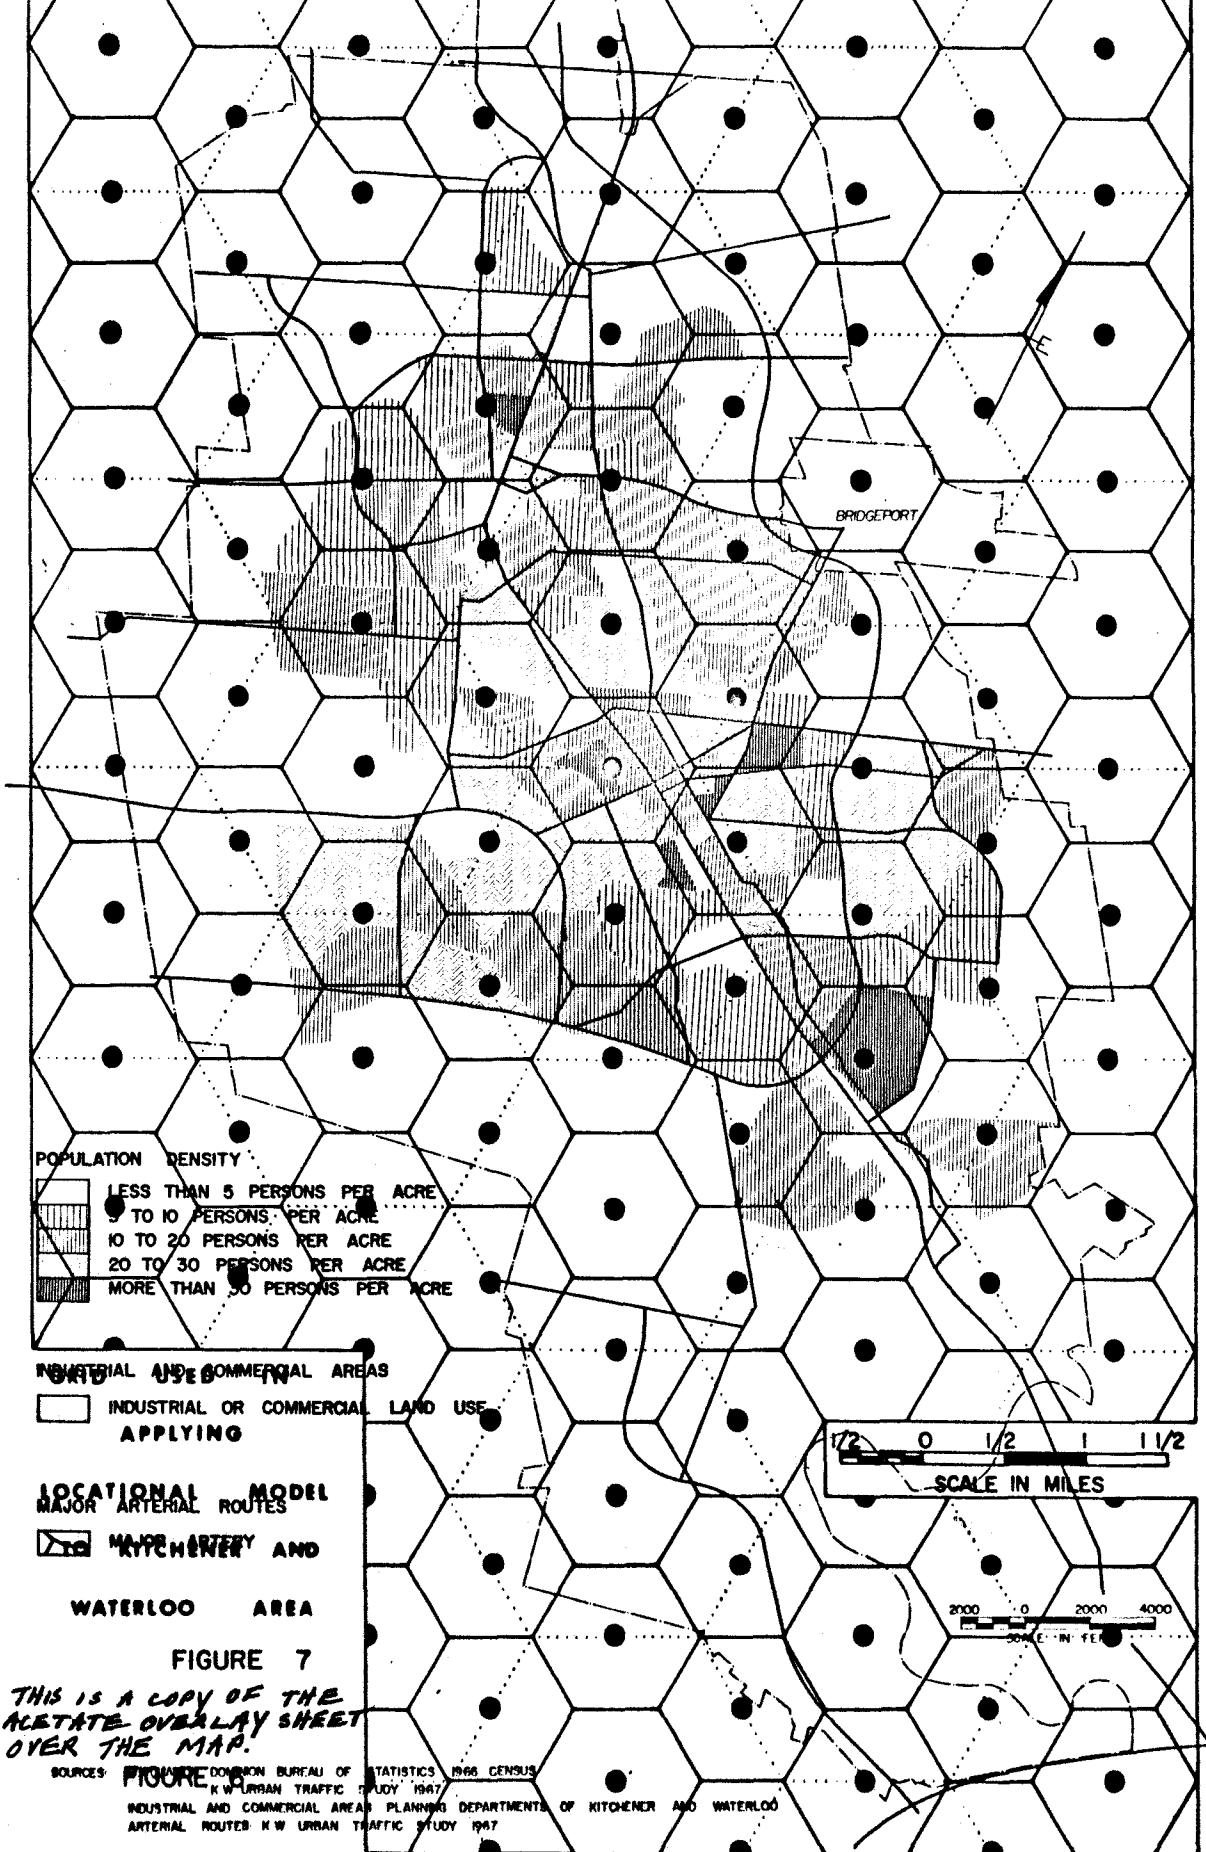 BRIDGEPORT
POPULATION DENSITY
LESS THAN 5 PERSONS PER ACRE
5 TO 10 PERSONS PER ACRE
10 TO 20 PERSONS PER ACRE
20 TO 30 PERSONS PER ACRE
MORE THAN 30 PERSONS PER ACRE
INDUSTRIAL AND COMMERCIAL AREAS
GRID USED IN
INDUSTRIAL OR COMMERCIAL LAND USE
APPLYING
LOCATIONAL MODEL
MAJOR ARTERIAL ROUTES
MAJOR ARTERY
TO KITCHENER AND
WATERLOO AREA
FIGURE 7
THIS IS A COPY OF THE
ACETATE OVERLAY SHEET
OVER THE MAP.
1/2 0 1/2 1 1 1/2
SCALE IN MILES
2000 0 2000 4000
SCALE IN FEET
SOURCES: DOMINION BUREAU OF STATISTICS 1966 CENSUS
FIGURE
K W URBAN TRAFFIC STUDY 1967
INDUSTRIAL AND COMMERCIAL AREAS PLANNING DEPARTMENTS OF KITCHENER AND WATERLOO
ARTERIAL ROUTES K W URBAN TRAFFIC STUDY 1967